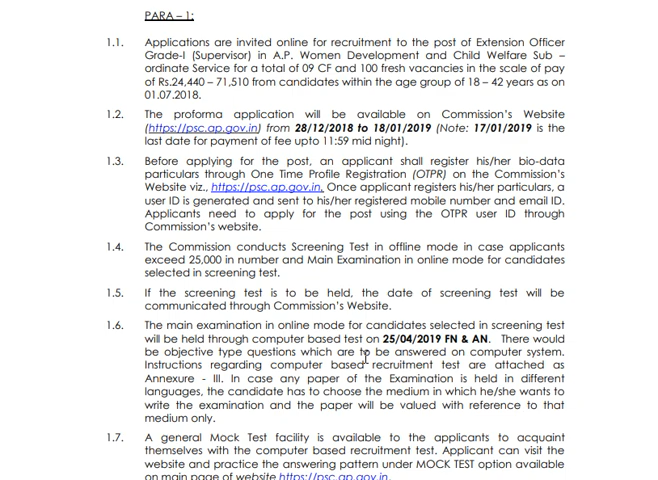 PARA – 1:
1.1. Applications are invited online for recruitment to the post of Extension Officer
Grade-I (Supervisor) in A.P. Women Development and Child Welfare Sub –
ordinate Service for a total of 09 CF and 100 fresh vacancies in the scale of pay
of Rs.24,440 – 71,510 from candidates within the age group of 18 – 42 years as on
01.07.2018.
1.2. The proforma application will be available on Commission's Website
(https://psc.ap.gov.in) from 28/12/2018 to 18/01/2019 (Note: 17/01/2019 is the
last date for payment of fee upto 11:59 mid night).
1.3. Before applying for the post, an applicant shall register his/her bio-data
particulars through One Time Profile Registration (OTPR) on the Commission's
Website viz., https://psc.ap.gov.in. Once applicant registers his/her particulars, a
user ID is generated and sent to his/her registered mobile number and email ID.
Applicants need to apply for the post using the OTPR user ID through
Commission's website.
1.4. The Commission conducts Screening Test in offline mode in case applicants
exceed 25,000 in number and Main Examination in online mode for candidates
selected in screening test.
1.5. If the screening test is to be held, the date of screening test will be
communicated through Commission's Website.
1.6. The main examination in online mode for candidates selected in screening test
will be held through computer based test on 25/04/2019 FN & AN. There would
be objective type questions which are to be answered on computer system.
Instructions regarding computer based recruitment test are attached as
Annexure - III. In case any paper of the Examination is held in different
languages, the candidate has to choose the medium in which he/she wants to
write the examination and the paper will be valued with reference to that
medium only.
1.7. A general Mock Test facility is available to the applicants to acquaint
themselves with the computer based recruitment test. Applicant can visit the
website and practice the answering pattern under MOCK TEST option available
on main page of website https://psc.ap.gov.in.